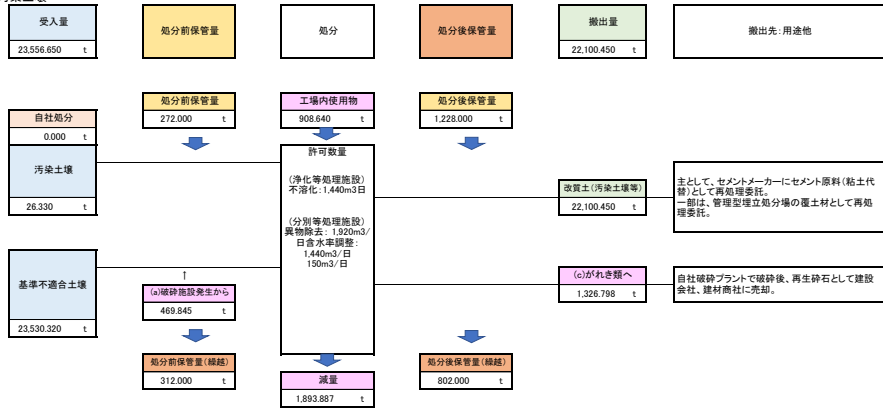 受入量
23,556.650 t
処分前保管量
処分
処分後保管量
搬出量
22,100.450 t
搬出先：用途他
自社処分
0.000 t
汚染土壌
26.330 t
基準不適合土壌
23,530.320 t
処分前保管量
272.000 t
↑
(a)破砕施設発生から
469.845 t
処分前保管量(繰越)
312.000 t
工場内使用物
908.640 t
許可数量
(浄化等処理施設)
不溶化：1,440m3日
(分別等処理施設)
異物除去：1,920m3/
日含水率調整：
1,440m3/日
150m3/日
減量
1,893.887 t
処分後保管量
1,228.000 t
処分後保管量(繰越)
802.000 t
改質土(汚染土壌等)
22,100.450 t
(c)がれき類へ
1,326.798 t
主として、セメントメーカーにセメント原料(粘土代
替)として再処理委託。
一部は、管理型埋立処分場の覆土材として再処
理委託。
自社破砕プラントで破砕後、再生砕石として建設
会社、建材商社に売却。